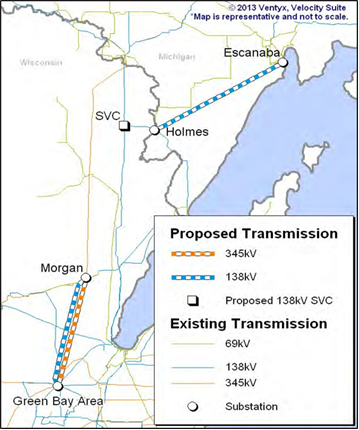 © 2013 Ventyx, Velocity Suite
*Map is representative and not to scale.
Wisconsin
Michigan
Escanaba
SVC
Holmes
Morgan
Green Bay Area
Proposed Transmission
345kV
138kV
Proposed 138kV SVC
Existing Transmission
69kV
138kV
345kV
Substation